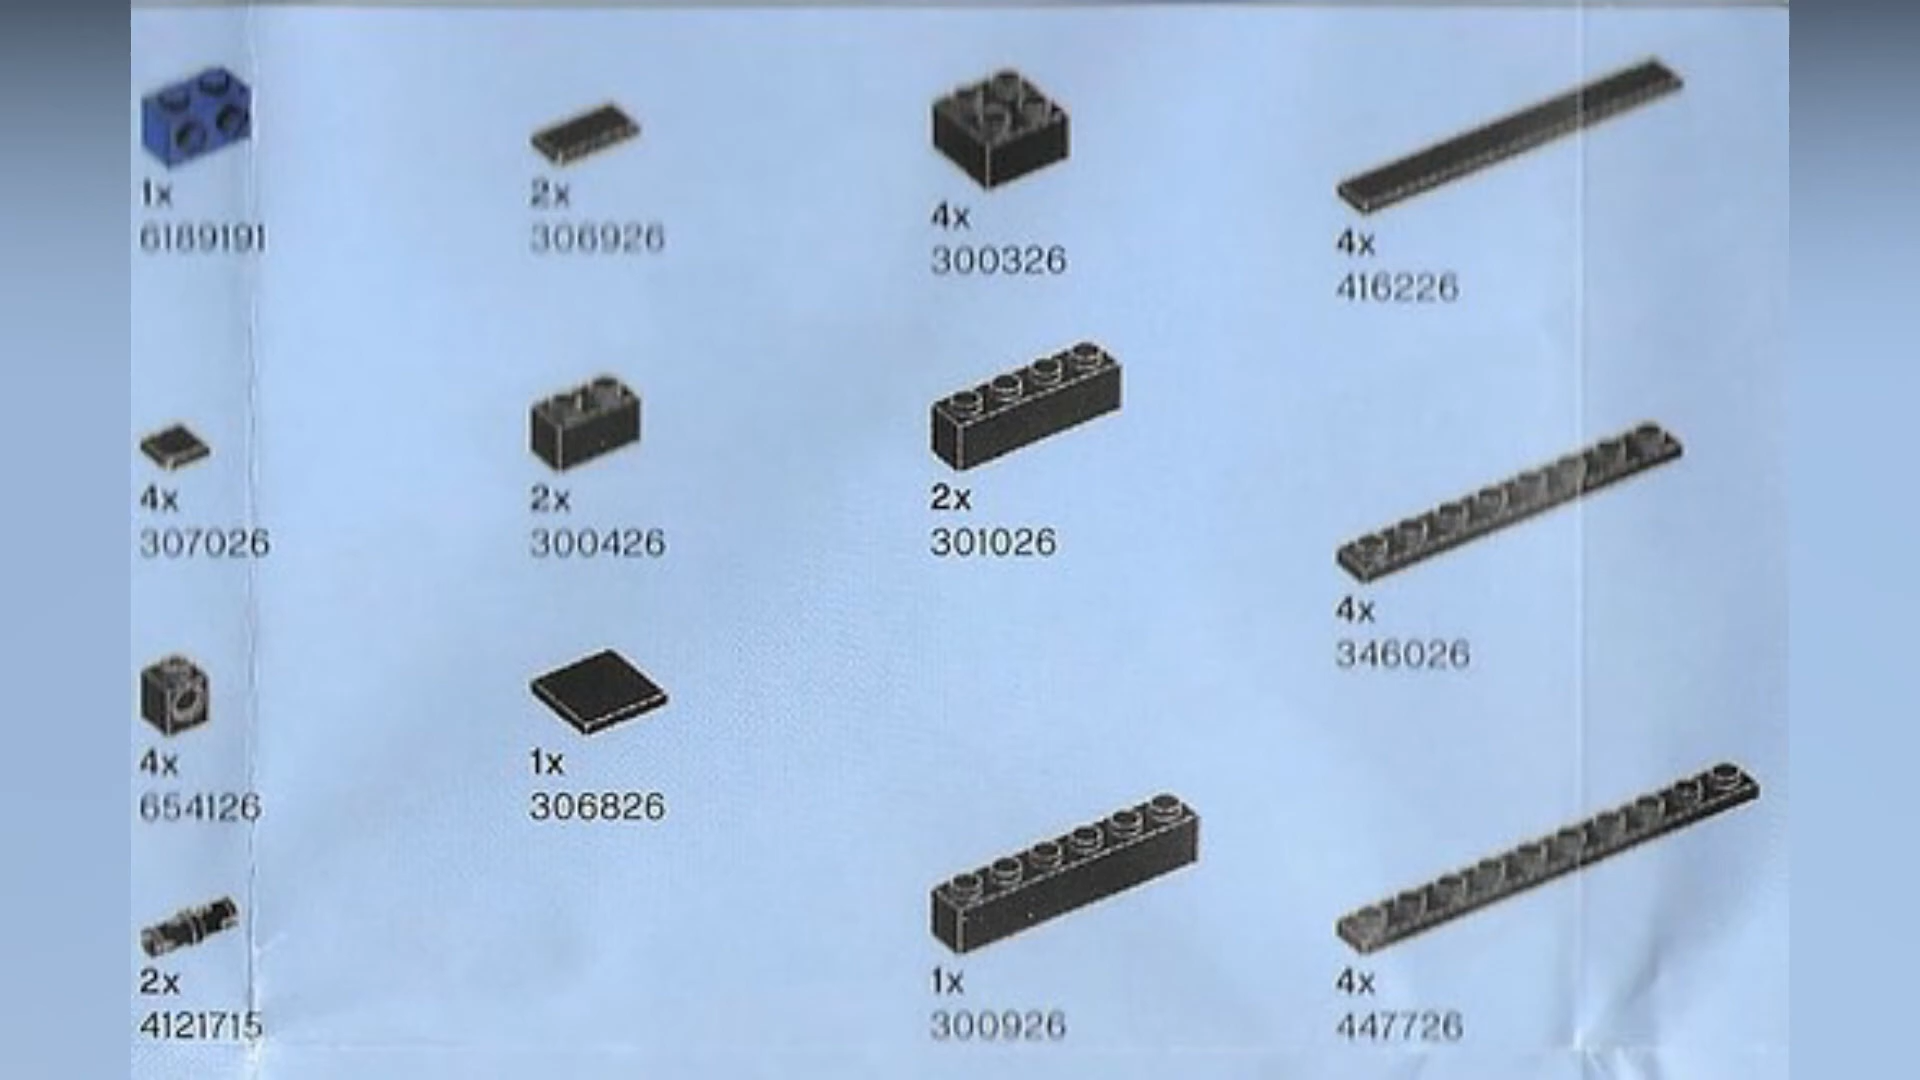 1x
6189191
2x
306926
4x
300326
4x
416226
4x
307026
2x
300426
2x
301026
4x
346026
4x
654126
1x
306826
2x
4121715
1x
300926
4x
447726